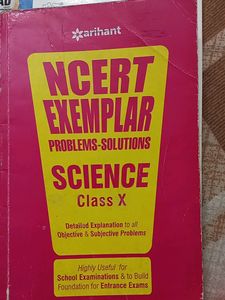 arihant
NCERT
EXEMPLAR
PROBLEMS-SOLUTIONS
SCIENCE
Class X
Detailed Explanation to all
Objective & Subjective Problems
Highly Useful for
School Examinations & to Build
Foundation for Entrance Exams